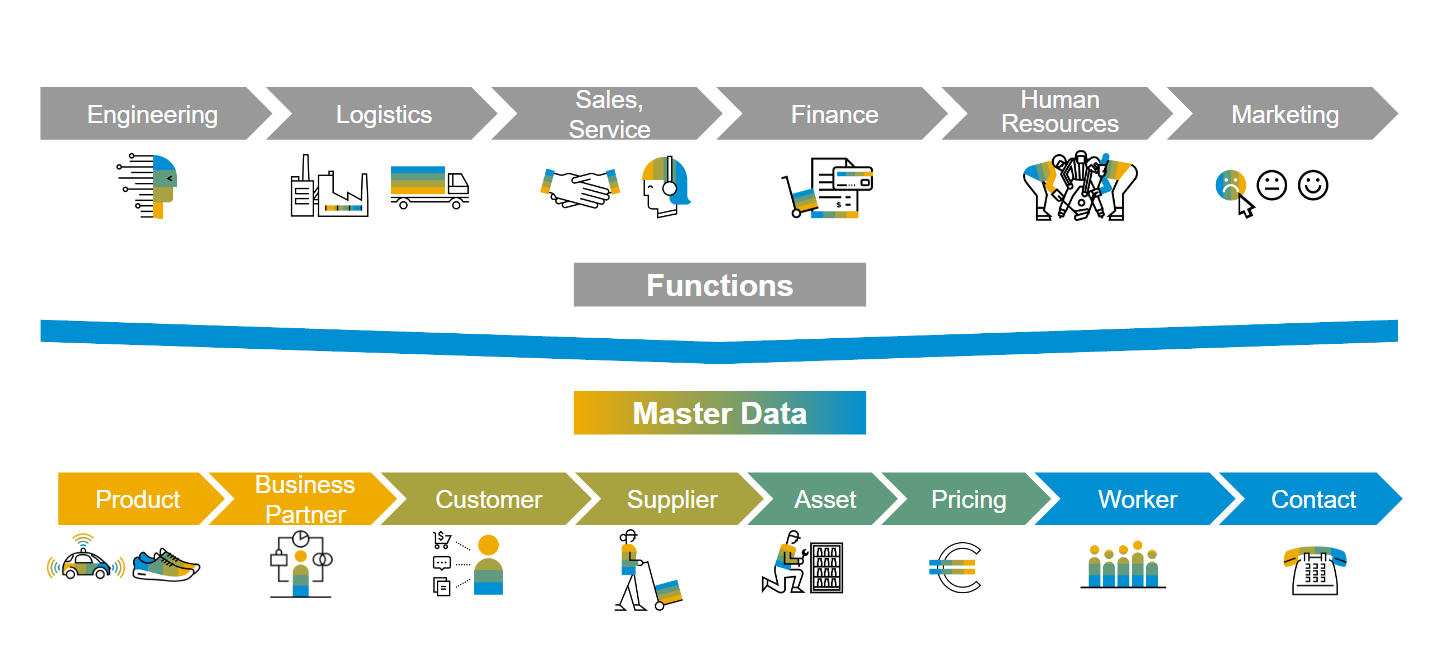 Engineering
Logistics
Sales,
Service
Finance
Human
Resources
Marketing
$
Functions
Master Data
Product
Business
Partner
Customer
Supplier
Asset
Pricing
Worker
Contact
$